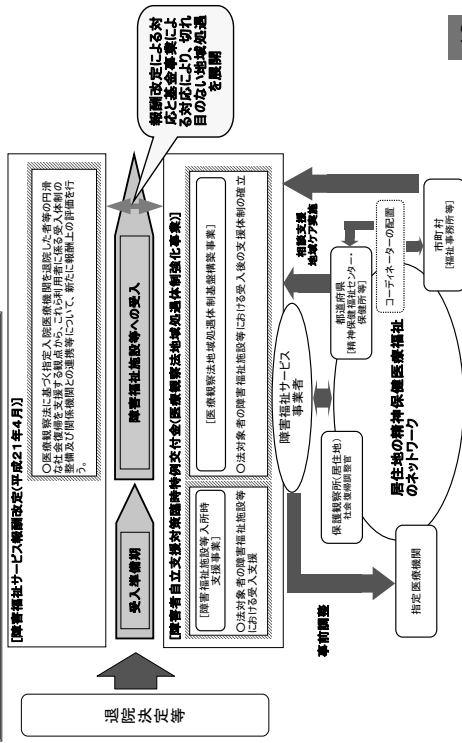 [障害福祉サービス報酬改定(平成21年4月)]
○医療観察法に基づく指定入院医療機関を退院した者等の円滑
な社会復帰を支援する観点から、これら利用者に係る受入体制の
整備及び関係機関との連携等について、新たに報酬上の評価を行
う。
報酬改定による対
応と基金事業によ
る対応により、切れ
目のない地域処遇
を展開
退院決定等
受入準備期
障害福祉施設等への受入
[障害者自立支援対策臨時特例交付金(医療観察法地域処遇体制強化事業)]
[障害福祉施設等入所時
支援事業]
○法対象者の障害福祉施設等
における受入支援
[医療観察法地域処遇体制基盤構築事業]
○法対象者の障害福祉施設等における受入後の支援体制の確立
事前調整
障害福祉サービス
事業者
相談支援
地域ケア実施
保護観察所(居住地)
社会復帰調整官
都道府県
[精神保健福祉センター・
保健所等]
コーディネーターの配置
居住地の精神保健医療福祉
のネットワーク
指定医療機関
市町村
[福祉事務所等]